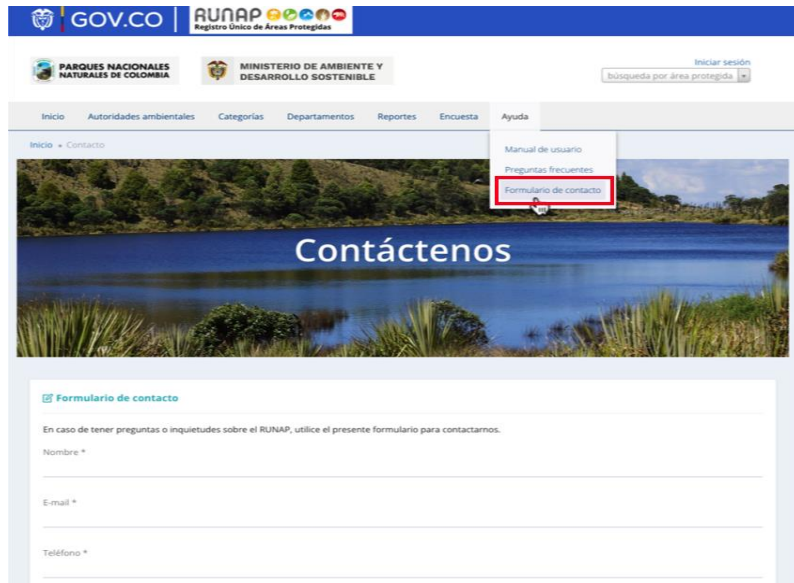 GOV.CO
RUNAP
Registro Único de Áreas Protegidas
PARQUES NACIONALES
NATURALES DE COLOMBIA
MINISTERIO DE AMBIENTE Y
DESARROLLO SOSTENIBLE
Iniciar sesión
búsqueda por área protegida
Inicio Autoridades ambientales Categorías Departamentos Reportes Encuesta Ayuda
Inicio • Contacto
Manual de usuario
Preguntas frecuentes
Formulario de contacto
Contáctenos
Formulario de contacto
En caso de tener preguntas o inquietudes sobre el RUNAP, utilice el presente formulario para contactarnos.
Nombre *
E-mail *
Teléfono *